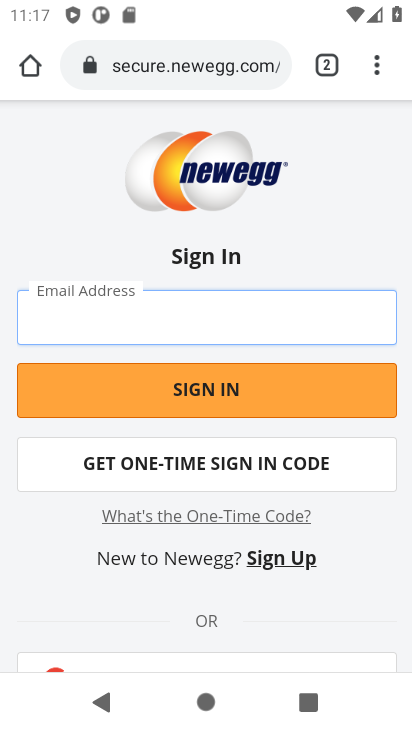 11:17
secure.newegg.com/
2
newegg
Sign In
Email Address
SIGN IN
GET ONE-TIME SIGN IN CODE
What's the One-Time Code?
New to Newegg? Sign Up
OR